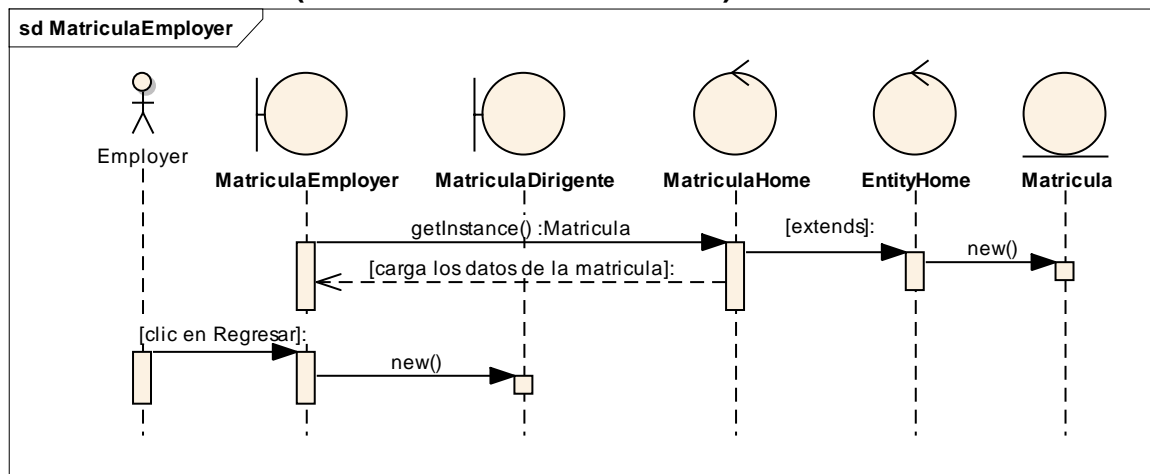 sd MatriculaEmployer
Employer
MatriculaEmployer
MatriculaDirigente
MatriculaHome
EntityHome
Matricula
getInstance() :Matricula
[extends]:
new()
[carga los datos de la matricula]:
[clic en Regresar]:
new()